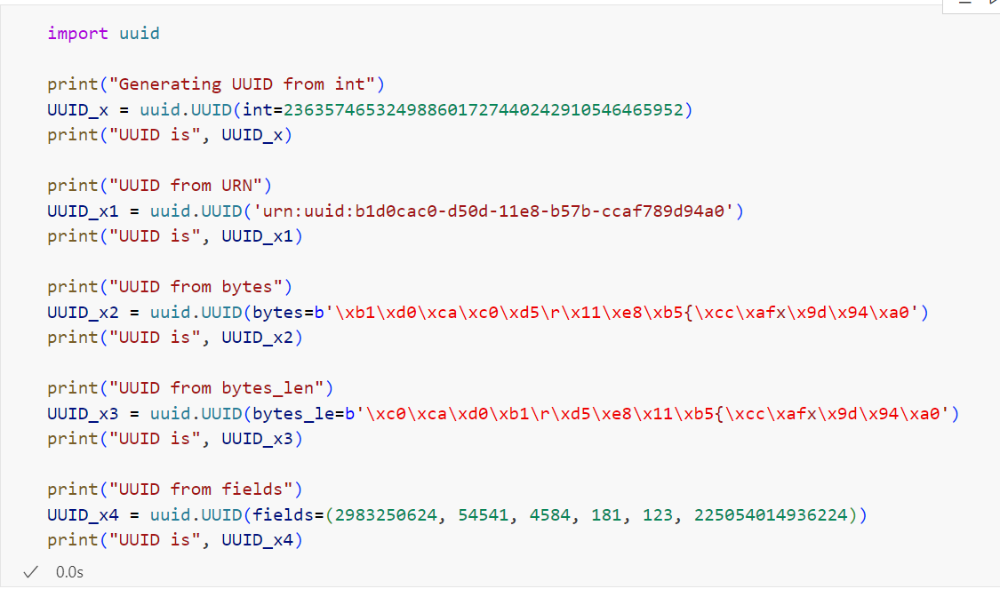 import uuid
print("Generating UUID from int")
UUID_x = uuid.UUID(int=236357465324988601727440242910546465952)
print("UUID is", UUID_x)
print("UUID from URN")
UUID_x1 = uuid.UUID('urn:uuid:b1d0cac0-d50d-11e8-b57b-ccaf789d94a0')
print("UUID is", UUID_x1)
print("UUID from bytes")
UUID_x2 = uuid.UUID(bytes=b'\xb1\xd0\xca\xc0\xd5\r\x11\xe8\xb5{\xcc\xafx\x9d\x94\xa0')
print("UUID is", UUID_x2)
print("UUID from bytes_len")
UUID_x3 = uuid.UUID(bytes_le=b'\xc0\xca\xd0\xb1\r\xd5\xe8\x11\xb5{\xcc\xafx\x9d\x94\xa0')
print("UUID is", UUID_x3)
print("UUID from fields")
UUID_x4 = uuid.UUID(fields=(2983250624, 54541, 4584, 181, 123, 225054014936224))
print("UUID is", UUID_x4)
0.0s